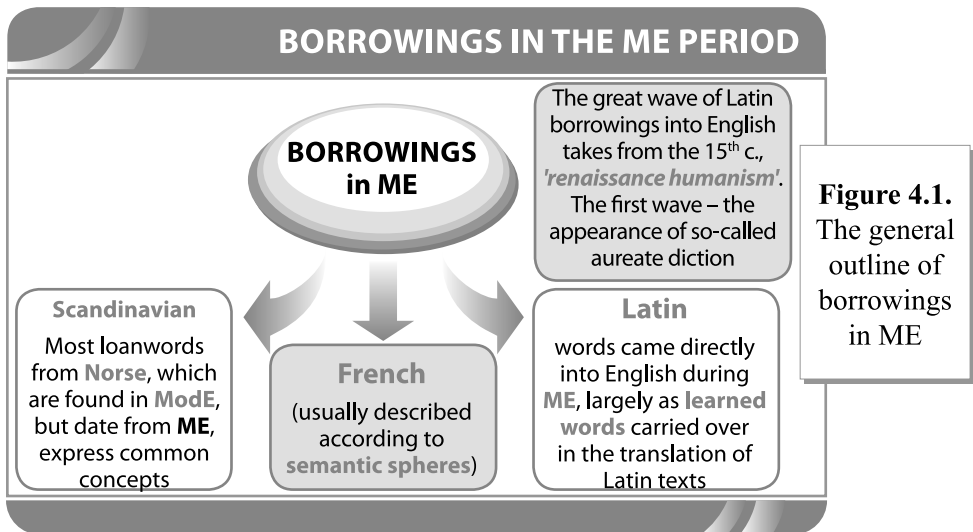 BORROWINGS IN THE ME PERIOD
BORROWINGS
in ME
The great wave of Latin
borrowings into English
takes from the 15th c.,
'renaissance humanism'.
The first wave – the
appearance of so-called
aureate diction
Figure 4.1.
The general
outline of
borrowings
in ME
Scandinavian
Most loanwords
from Norse, which
are found in ModE,
but date from ME,
express common
concepts
French
(usually described
according to
semantic spheres)
Latin
words came directly
into English during
ME, largely as learned
words carried over
in the translation of
Latin texts